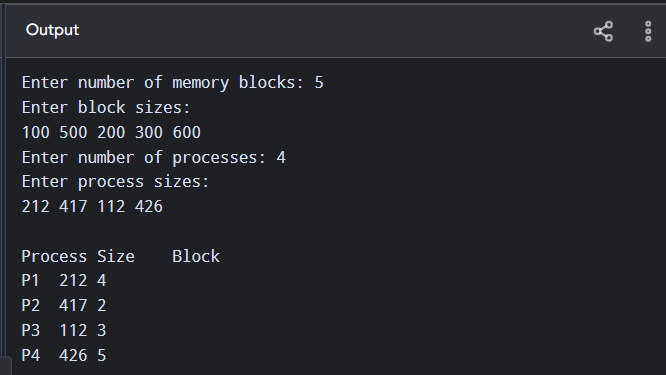 Output
Enter number of memory blocks: 5
Enter block sizes:
100 500 200 300 600
Enter number of processes: 4
Enter process sizes:
212 417 112 426
Process Size    Block
P1  212 4
P2  417 2
P3  112 3
P4  426 5